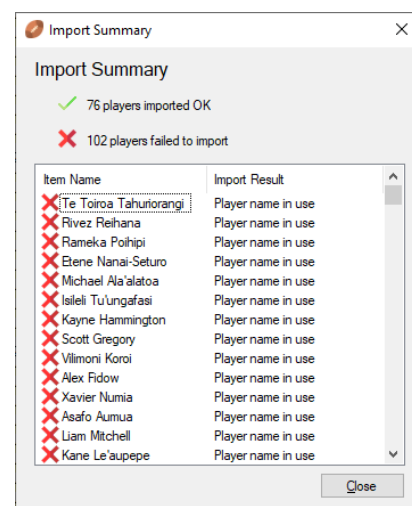 Import Summary
Import Summary
76 players imported OK
102 players failed to import
Item Name Import Result
Te Toiroa Tahuriorangi Player name in use
Rivez Reihana Player name in use
Rameka Poihipi Player name in use
Etene Nanai-Seturo Player name in use
Michael Ala'alatoa Player name in use
Isileli Tu'ungafasi Player name in use
Kayne Hammington Player name in use
Scott Gregory Player name in use
Vilimoni Koroi Player name in use
Alex Fidow Player name in use
Xavier Numia Player name in use
Asafo Aumua Player name in use
Liam Mitchell Player name in use
Kane Le'aupepe Player name in use
Close